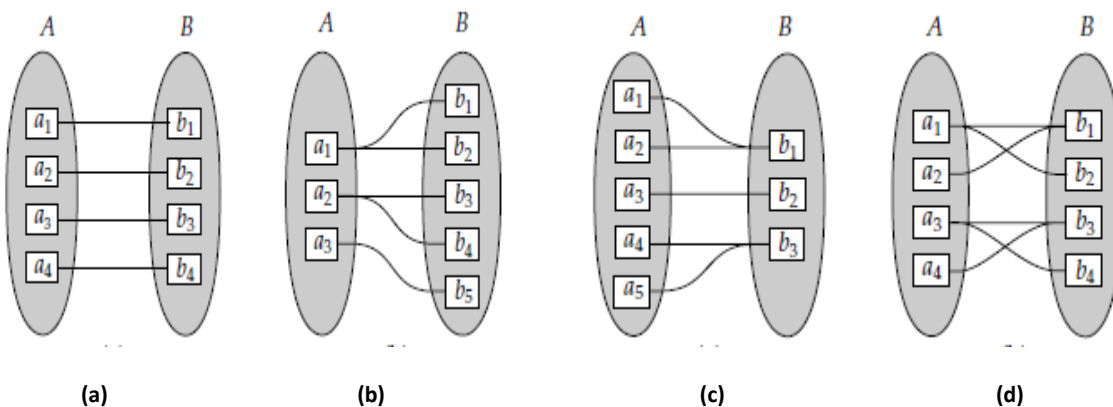 A B
a1 b1
a2 b2
a3 b3
a4 b4
(a)
A B
a1 b1
a2 b2
a3 b3
b4
b5
(b)
A B
a1 b1
a2 b2
a3 b3
a4
a5
(c)
A B
a1 b1
a2 b2
a3 b3
a4 b4
(d)